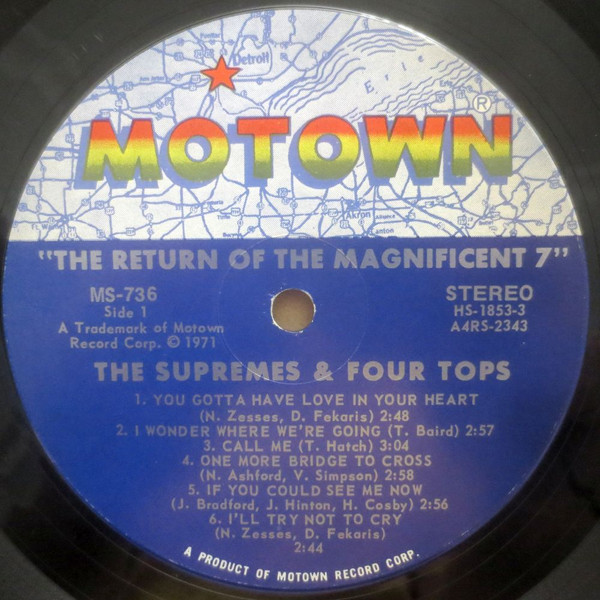 Detroit
Erie
MOTOWN®
Akron
Canton
"THE RETURN OF THE MAGNIFICENT 7"
MS-736
Side 1
A Trademark of Motown
Record Corp. © 1971
STEREO
HS-1853-3
A4RS-2343
THE SUPREMES & FOUR TOPS
1. YOU GOTTA HAVE LOVE IN YOUR HEART
(N. Zesses, D. Fekaris) 2:48
2. I WONDER WHERE WE'RE GOING (T. Baird) 2:57
3. CALL ME (T. Hatch) 3:04
4. ONE MORE BRIDGE TO CROSS
(N. Ashford, V. Simpson) 2:58
5. IF YOU COULD SEE ME NOW
(J. Bradford, J. Hinton, H. Cosby) 2:56
6. I'LL TRY NOT TO CRY
(N. Zesses, D. Fekaris)
2:44
A PRODUCT OF MOTOWN RECORD CORP.